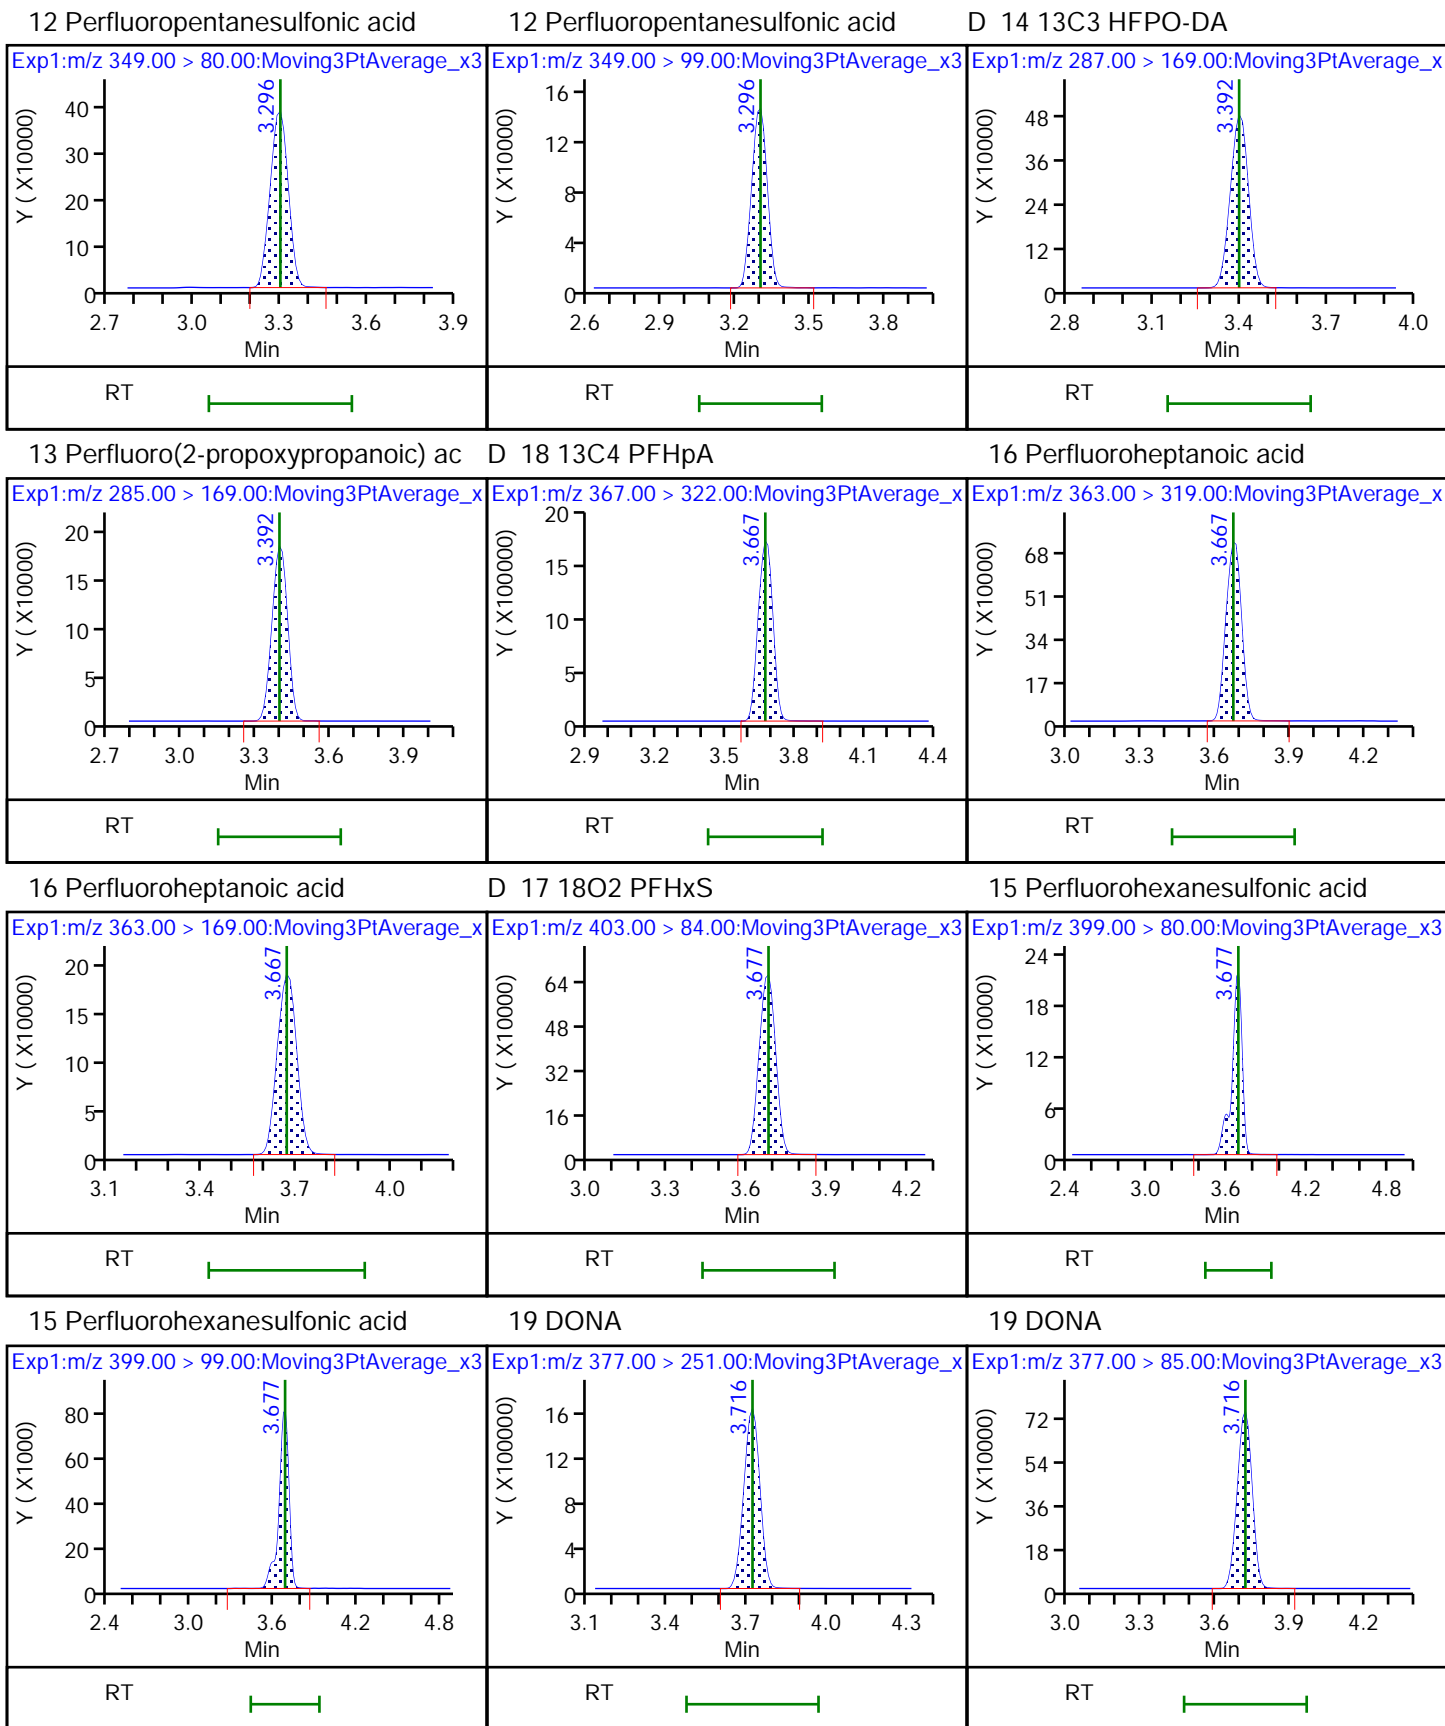 12 Perfluoropentanesulfonic acid
12 Perfluoropentanesulfonic acid
D 14 13C3 HFPO-DA
Exp1:m/z 349.00 > 80.00:Moving3PtAverage_x3
Exp1:m/z 349.00 > 99.00:Moving3PtAverage_x3
Exp1:m/z 287.00 > 169.00:Moving3PtAverage_x
Y ( X10000)
40
30
20
10
0
3.296
2.7 3.0 3.3 3.6 3.9
Min
RT
Y ( X10000)
16
12
8
4
0
3.296
2.6 2.9 3.2 3.5 3.8
Min
RT
Y ( X10000)
48
36
24
12
0
3.392
2.8 3.1 3.4 3.7 4.0
Min
RT
13 Perfluoro(2-propoxypropanoic) ac
D 18 13C4 PFHpA
16 Perfluoroheptanoic acid
Exp1:m/z 285.00 > 169.00:Moving3PtAverage_x
Exp1:m/z 367.00 > 322.00:Moving3PtAverage_x
Exp1:m/z 363.00 > 319.00:Moving3PtAverage_x
Y ( X10000)
20
15
10
5
0
3.392
2.7 3.0 3.3 3.6 3.9
Min
RT
Y ( X100000)
20
15
10
5
0
3.667
2.9 3.2 3.5 3.8 4.1 4.4
Min
RT
Y ( X10000)
68
51
34
17
0
3.667
3.0 3.3 3.6 3.9 4.2
Min
RT
16 Perfluoroheptanoic acid
D 17 18O2 PFHxS
15 Perfluorohexanesulfonic acid
Exp1:m/z 363.00 > 169.00:Moving3PtAverage_x
Exp1:m/z 403.00 > 84.00:Moving3PtAverage_x3
Exp1:m/z 399.00 > 80.00:Moving3PtAverage_x3
Y ( X10000)
20
15
10
5
0
3.667
3.1 3.4 3.7 4.0
Min
RT
Y ( X10000)
64
48
32
16
0
3.677
3.0 3.3 3.6 3.9 4.2
Min
RT
Y ( X10000)
24
18
12
6
0
3.677
2.4 3.0 3.6 4.2 4.8
Min
RT
15 Perfluorohexanesulfonic acid
19 DONA
19 DONA
Exp1:m/z 399.00 > 99.00:Moving3PtAverage_x3
Exp1:m/z 377.00 > 251.00:Moving3PtAverage_x
Exp1:m/z 377.00 > 85.00:Moving3PtAverage_x3
Y ( X1000)
80
60
40
20
0
3.677
2.4 3.0 3.6 4.2 4.8
Min
RT
Y ( X100000)
16
12
8
4
0
3.716
3.1 3.4 3.7 4.0 4.3
Min
RT
Y ( X10000)
72
54
36
18
0
3.716
3.0 3.3 3.6 3.9 4.2
Min
RT